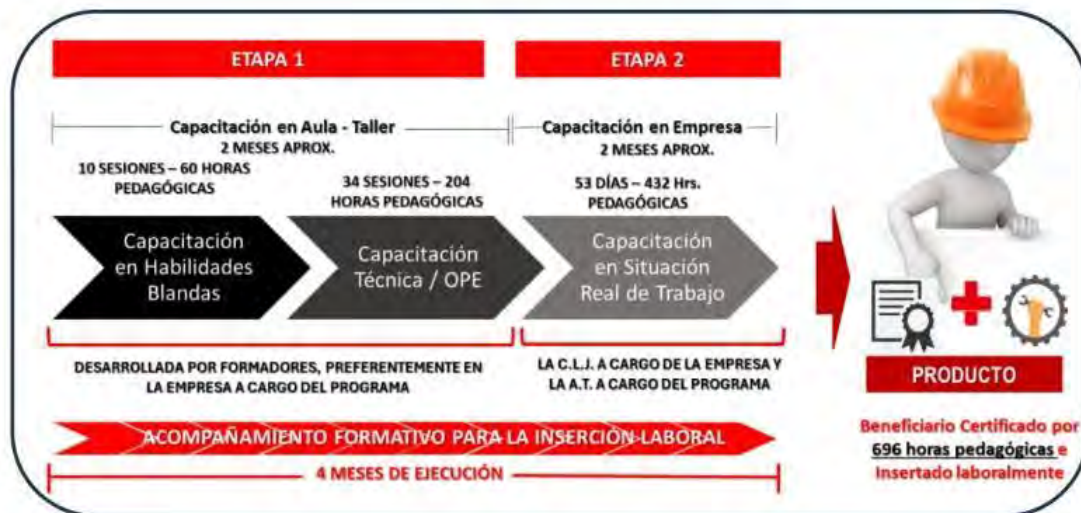 ETAPA 1
ETAPA 2
Capacitación en Aula - Taller
2 MESES APROX.
Capacitación en Empresa
2 MESES APROX.
10 SESIONES – 60 HORAS
PEDAGÓGICAS
34 SESIONES – 204
HORAS PEDAGÓGICAS
53 DÍAS – 432 Hrs.
PEDAGÓGICAS
Capacitación
en Habilidades
Blandas
Capacitación
Técnica / OPE
Capacitación
en Situación
Real de Trabajo
DESARROLLADA POR FORMADORES, PREFERENTEMENTE EN
LA EMPRESA A CARGO DEL PROGRAMA
LA C.L.J. A CARGO DE LA EMPRESA Y
LA A.T. A CARGO DEL PROGRAMA
ACOMPAÑAMIENTO FORMATIVO PARA LA INSERCIÓN LABORAL
4 MESES DE EJECUCIÓN
PRODUCTO
Beneficiario Certificado por
696 horas pedagógicas e
Insertado laboralmente